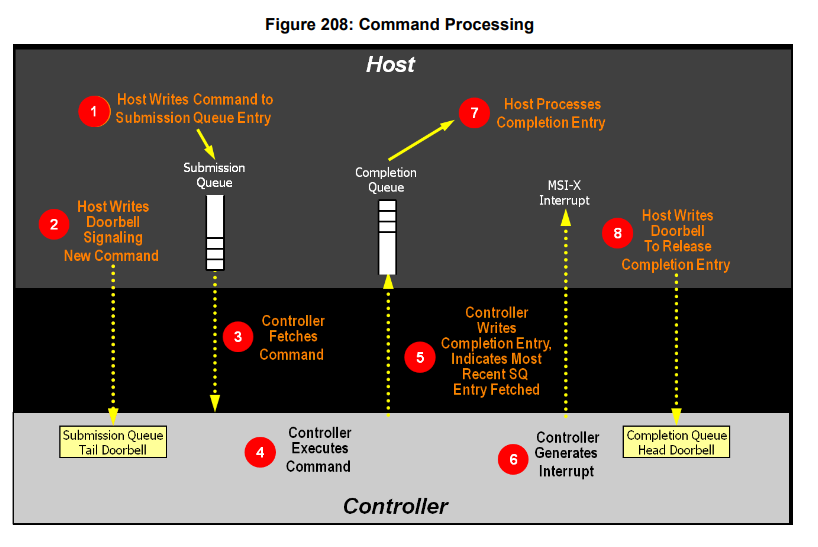 Figure 208: Command Processing
Host
1
Host Writes Command to
Submission Queue Entry
7
Host Processes
Completion Entry
Submission
Queue
Completion
Queue
MSI-X
Interrupt
2
Host Writes
Doorbell
Signaling
New Command
8
Host Writes
Doorbell
To Release
Completion Entry
3
Controller
Fetches
Command
5
Controller
Writes
Completion Entry,
Indicates Most
Recent SQ
Entry Fetched
Submission Queue
Tail Doorbell
4
Controller
Executes
Command
6
Controller
Generates
Interrupt
Completion Queue
Head Doorbell
Controller